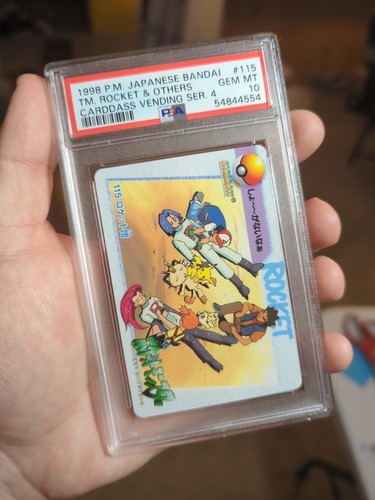 1998 P.M. JAPANESE BANDAI #115
TM. ROCKET & OTHERS GEM MT
CARDDASS VENDING SER. 4 10
PSA 54844554
しょ〜〜がないなぁ
ROCKET
115 ロケット団